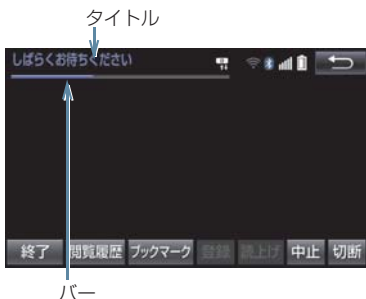 タイトル
しばらくお待ちください
終了 閲覧履歴 ブックマーク 登録 読上げ 中止 切断
バー